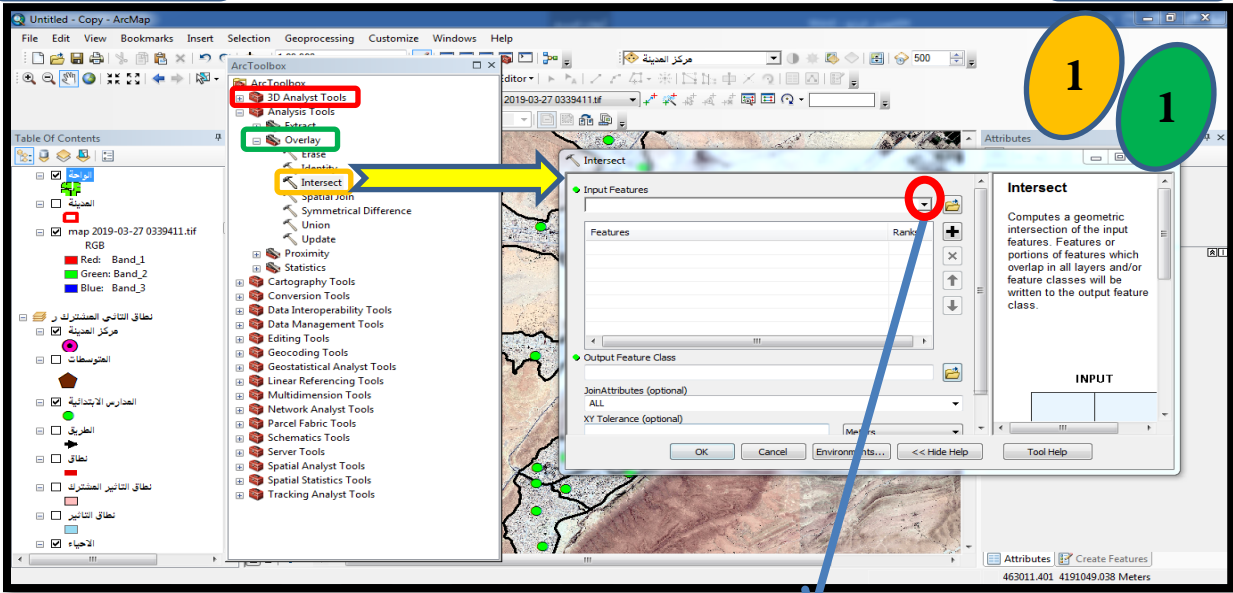 Untitled - Copy - ArcMap
File Edit View Bookmarks Insert Selection Geoprocessing Customize Windows Help
مركز المدينة
500
Editor
2019-03-27 0339411.tif
1
1
Table Of Contents
الواحة
المدينة
map 2019-03-27 0339411.tif
RGB
Red: Band_1
Green: Band_2
Blue: Band_3
مركز المدينة
المتوسطات
المدارس الابتدائية
الطريق
نطاق
نطاق التاثير المشترك
نطاق التاثير
الاحياء
ArcToolbox
ArcToolbox
3D Analyst Tools
Analysis Tools
Extract
Overlay
Erase
Identity
Intersect
Spatial Join
Symmetrical Difference
Union
Update
Proximity
Statistics
Cartography Tools
Conversion Tools
Data Interoperability Tools
Data Management Tools
Editing Tools
Geocoding Tools
Geostatistical Analyst Tools
Linear Referencing Tools
Multidimension Tools
Network Analyst Tools
Parcel Fabric Tools
Schematics Tools
Server Tools
Spatial Analyst Tools
Spatial Statistics Tools
Tracking Analyst Tools
Intersect
Input Features
Features Ranks
Output Feature Class
JoinAttributes (optional)
ALL
XY Tolerance (optional)
Meters
OK Cancel Environments... << Hide Help Tool Help
Intersect
Computes a geometric
intersection of the input
features. Features or
portions of features which
overlap in all layers and/or
feature classes will be
written to the output feature
class.
INPUT
Attributes
Attributes Create Features
463011.401 4191049.038 Meters